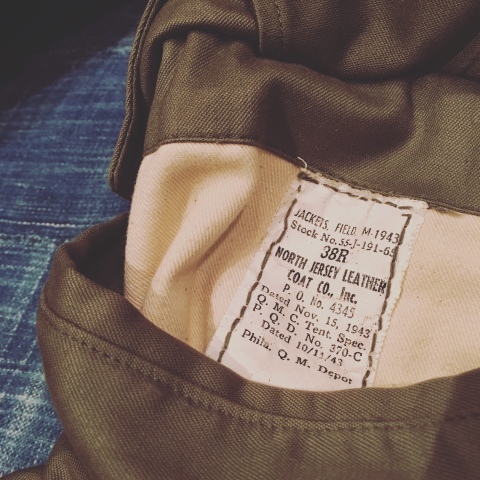 JACKETS, FIELD, M-1943
Stock No. 55-J-191-65
38R
NORTH JERSEY LEATHER
COAT CO., Inc.
P. O. No. 4345
Dated Nov. 15, 1943
Q. M. C. Tent. Spec.
P. Q. D. No. 370-C
Dated 10/11/43
Phila. Q. M. Depot